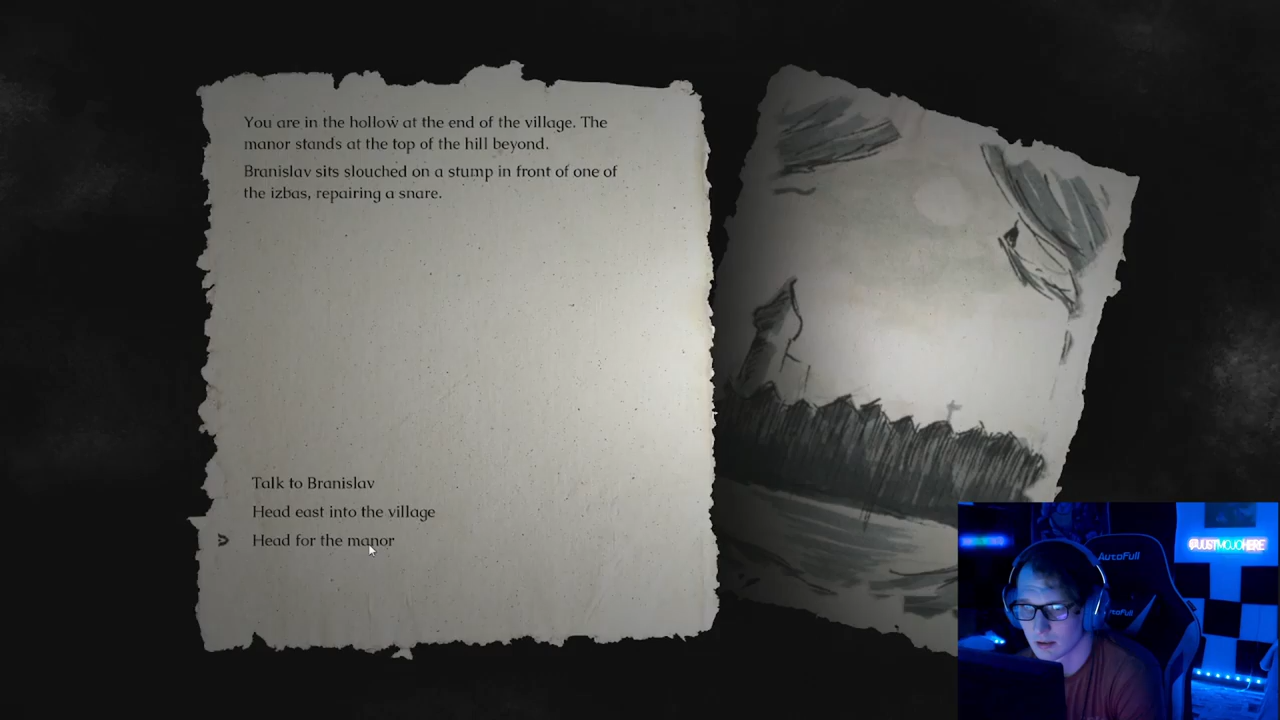 You are in the hollow at the end of the village. The
manor stands at the top of the hill beyond.
Branislav sits slouched on a stump in front of one of
the izbas, repairing a snare.
Talk to Branislav
Head east into the village
Head for the manor
AutoFull
@JUSTMOJOHERE